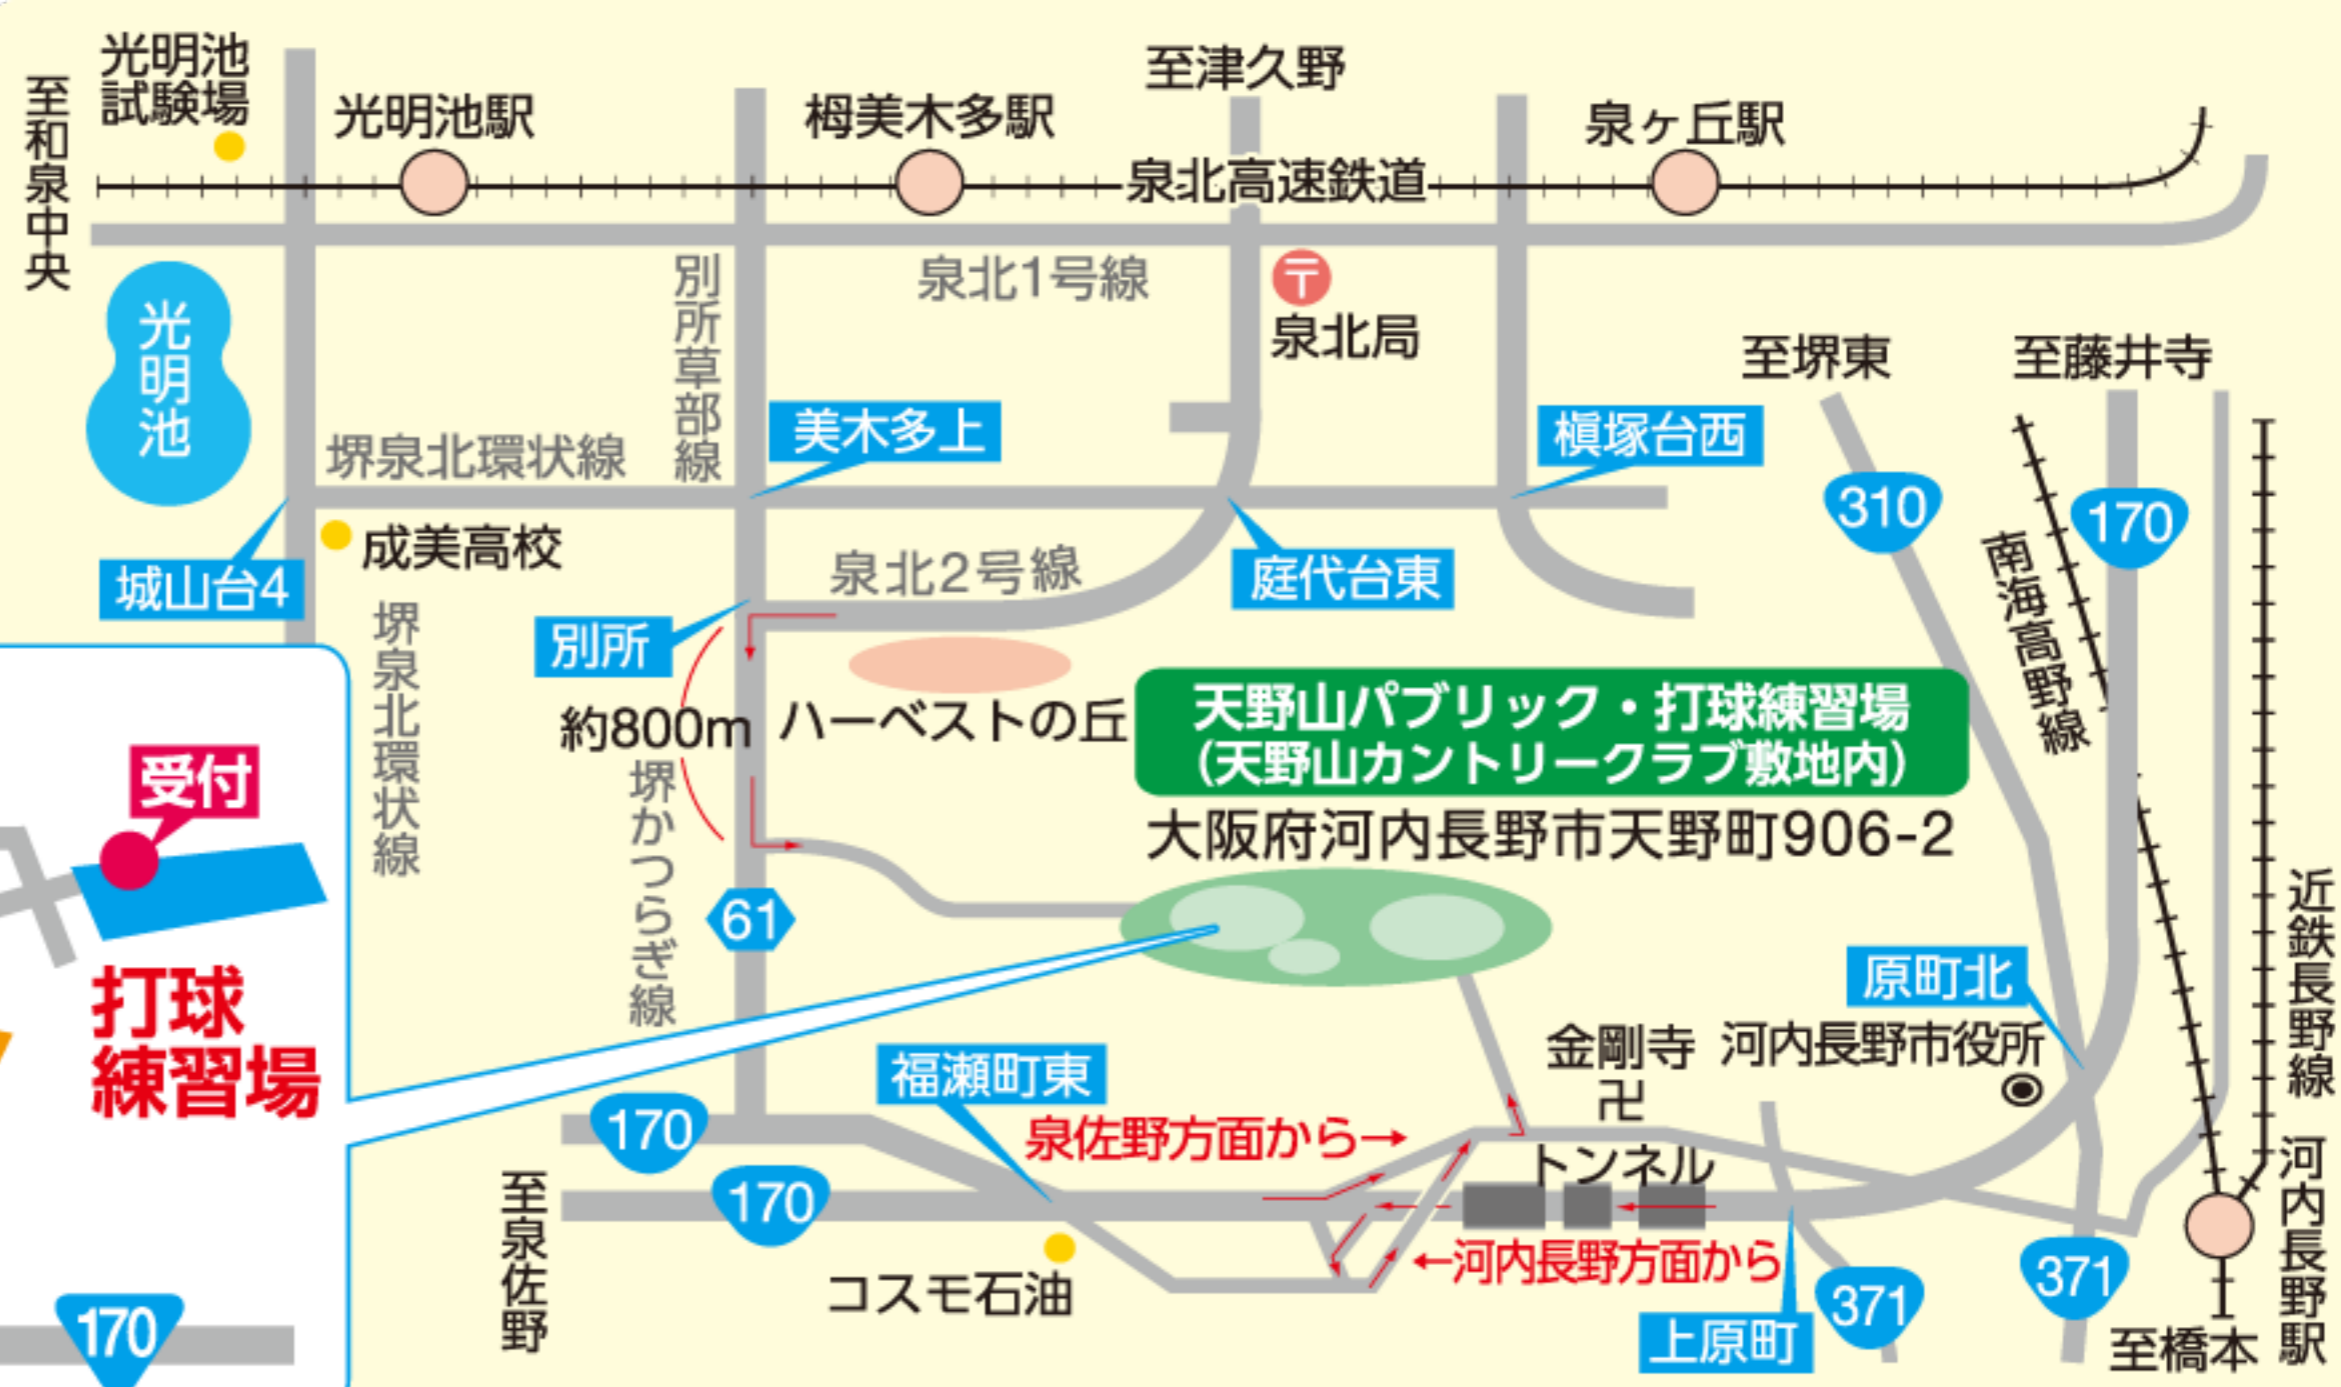 光明池
試験場
至和泉中央
光明池駅
栂美木多駅
至津久野
泉ヶ丘駅
泉北高速鉄道
泉北1号線
別所草部線
〒
泉北局
光明池
至堺東
至藤井寺
美木多上
槇塚台西
堺泉北環状線
310
170
南海高野線
成美高校
城山台4
泉北2号線
庭代台東
別所
堺泉北環状線
約800m
ハーベストの丘
天野山パブリック・打球練習場
(天野山カントリークラブ敷地内)
大阪府河内長野市天野町906-2
受付
打球
練習場
堺かつらぎ線
61
近鉄長野線
原町北
金剛寺
卍
河内長野市役所
福瀬町東
170
泉佐野方面から→
トンネル
170
至泉佐野
コスモ石油
←河内長野方面から
上原町
371
371
河内長野駅
至橋本
170